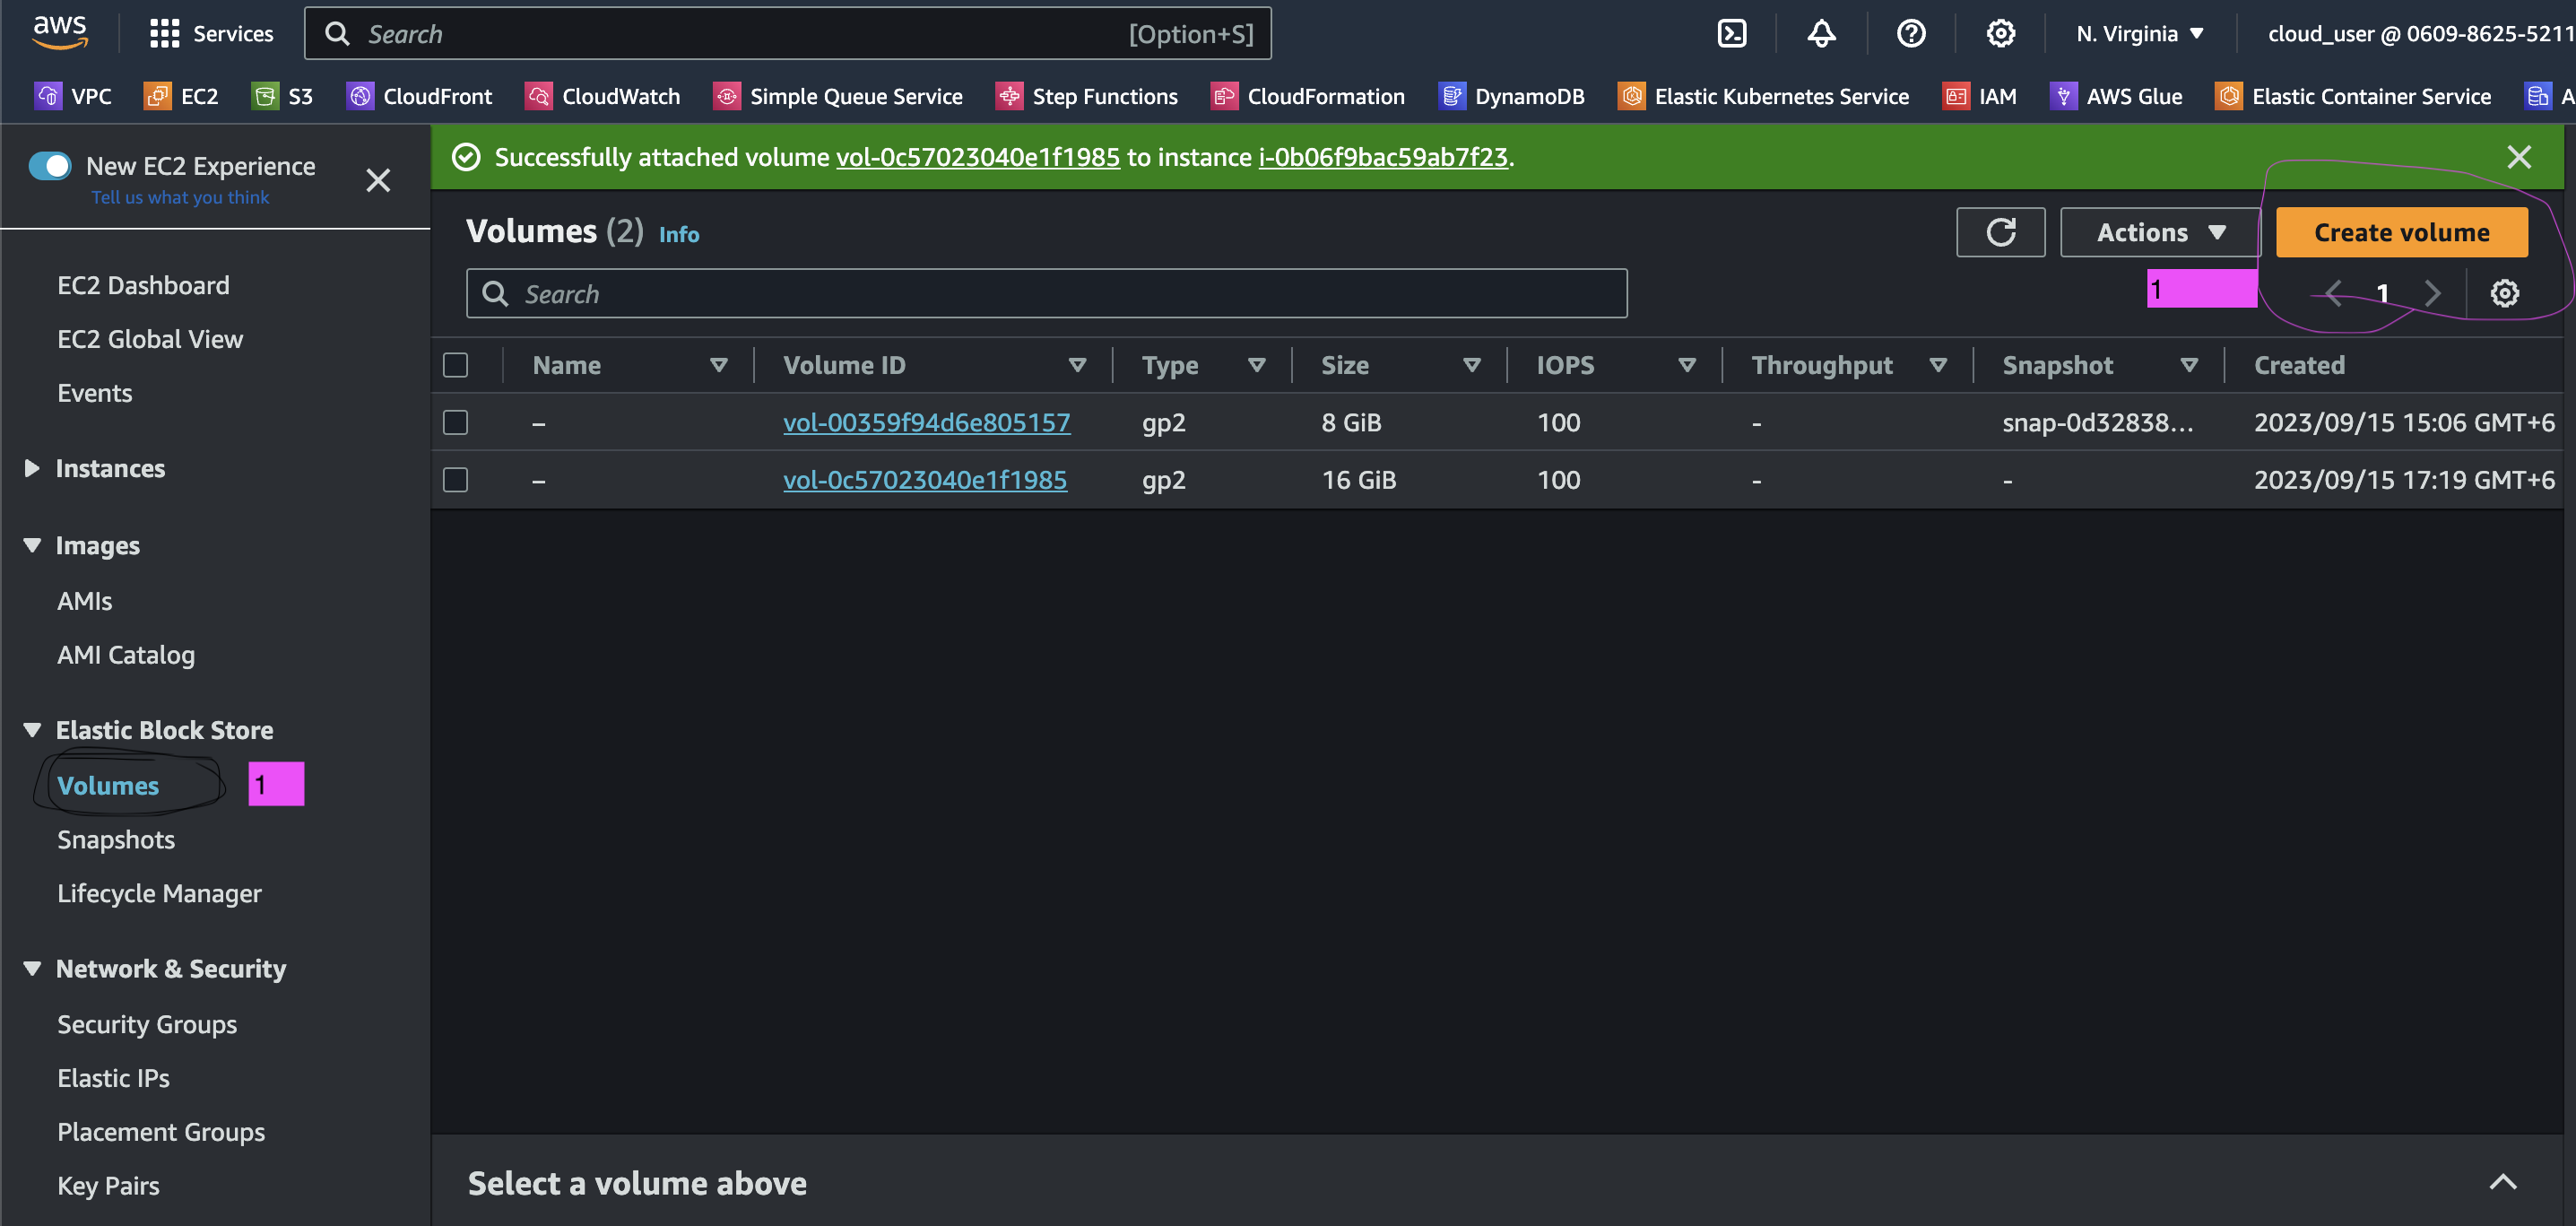 aws
Services
Search
[Option+S]
N. Virginia
cloud_user @ 0609-8625-5211
VPC
EC2
S3
CloudFront
CloudWatch
Simple Queue Service
Step Functions
CloudFormation
DynamoDB
Elastic Kubernetes Service
IAM
AWS Glue
Elastic Container Service
A
New EC2 Experience
Tell us what you think
EC2 Dashboard
EC2 Global View
Events
Instances
Images
AMIs
AMI Catalog
Elastic Block Store
Volumes
1
Snapshots
Lifecycle Manager
Network & Security
Security Groups
Elastic IPs
Placement Groups
Key Pairs
Successfully attached volume vol-0c57023040e1f1985 to instance i-0b06f9bac59ab7f23.
Volumes (2) Info
Actions
Create volume
Search
1
1
Name Volume ID Type Size IOPS Throughput Snapshot Created
– vol-00359f94d6e805157 gp2 8 GiB 100 - snap-0d32838... 2023/09/15 15:06 GMT+6
– vol-0c57023040e1f1985 gp2 16 GiB 100 - - 2023/09/15 17:19 GMT+6
Select a volume above